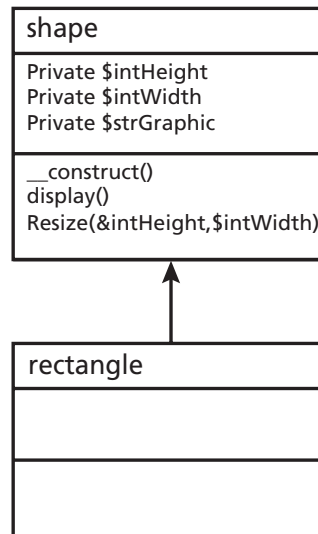 shape
Private $intHeight
Private $intWidth
Private $strGraphic
__construct()
display()
Resize(&intHeight,$intWidth)
rectangle